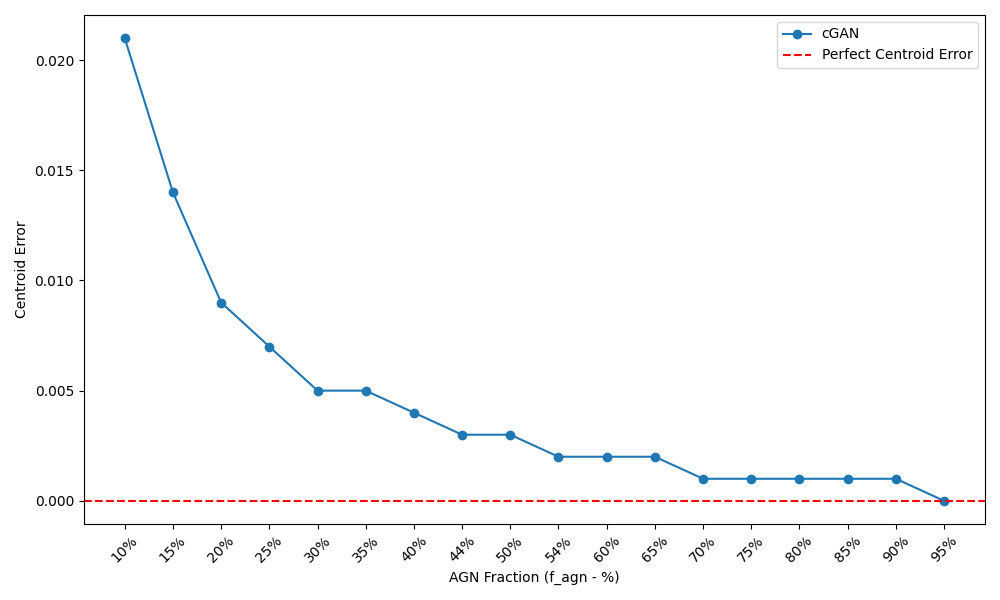 cGAN
Perfect Centroid Error
0.020
0.015
0.010
0.005
0.000
Centroid Error
10% 15% 20% 25% 30% 35% 40% 44% 50% 54% 60% 65% 70% 75% 80% 85% 90% 95%
AGN Fraction (f_agn - %)